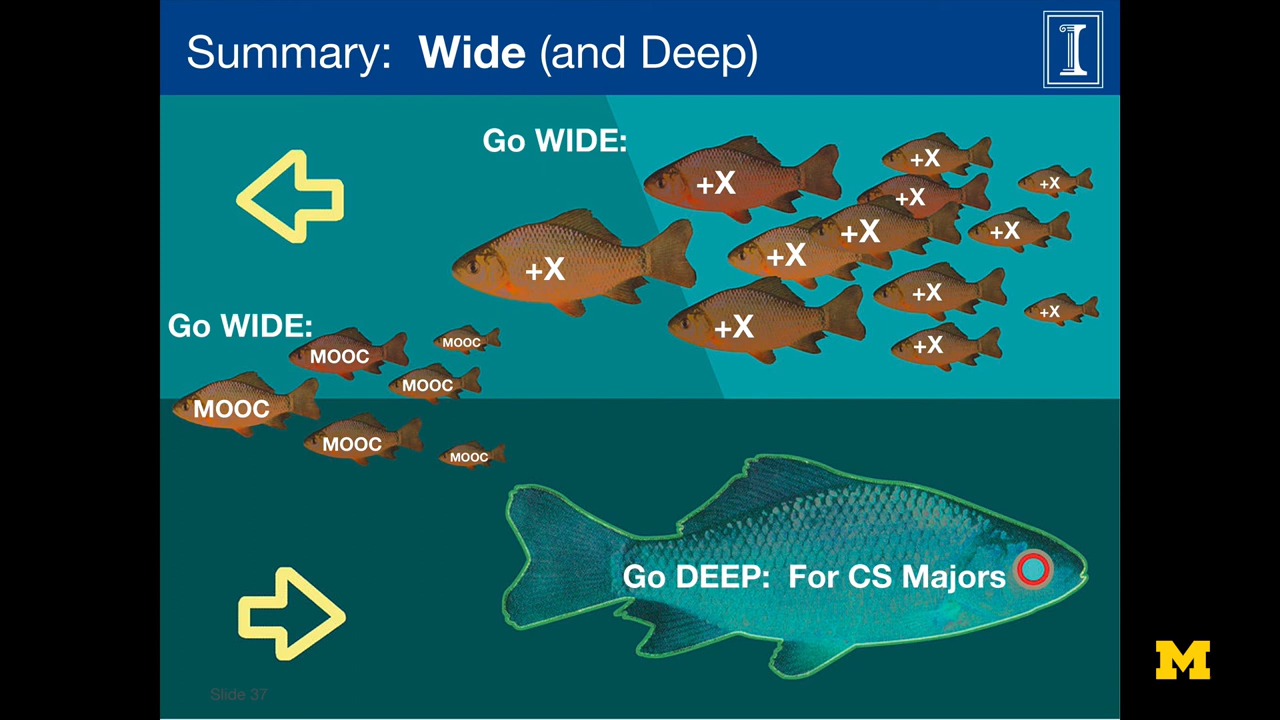 Summary: Wide (and Deep)
I
Go WIDE:
+X
+X
+X
+X
+X
+X
+X
+X
+X
+X
+X
+X
Go WIDE:
MOOC
MOOC
MOOC
MOOC
MOOC
MOOC
Go DEEP: For CS Majors
Slide 37
M